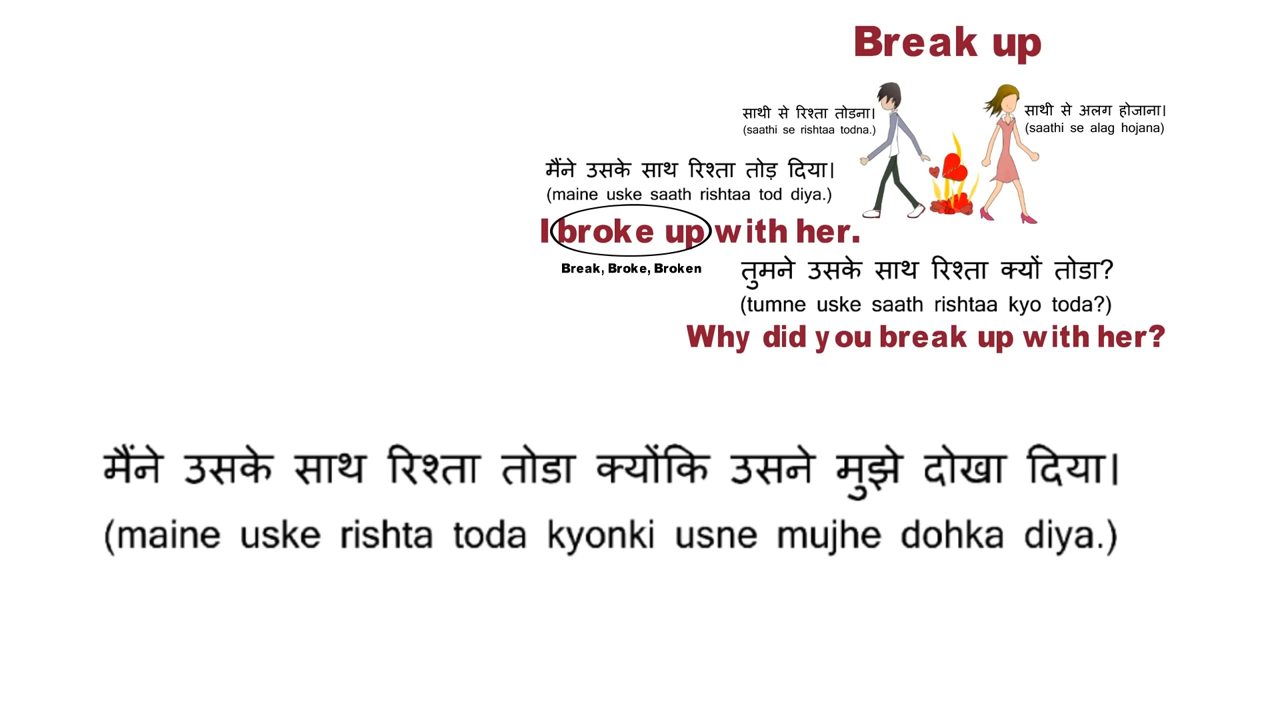 Break up
साथी से रिश्ता तोडना।
(saathi se rishtaa todna.)
साथी से अलग होजाना।
(saathi se alag hojana)
मैंने उसके साथ रिश्ता तोड़ दिया।
(maine uske saath rishtaa tod diya.)
I broke up with her.
Break, Broke, Broken
तुमने उसके साथ रिश्ता क्यों तोडा?
(tumne uske saath rishtaa kyo toda?)
Why did you break up with her?
मैंने उसके साथ रिश्ता तोडा क्योंकि उसने मुझे दोखा दिया।
(maine uske rishta toda kyonki usne mujhe dohka diya.)